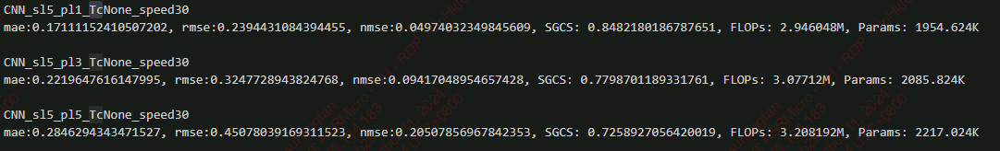 CNN_sl5_pl1_TcNone_speed30
mae:0.17111152410507202, rmse:0.2394431084394455, nmse:0.04974032349845609, SGCS: 0.8482180186787651, FLOPs: 2.946048M, Params: 1954.624K
CNN_sl5_pl3_TcNone_speed30
mae:0.2219647616147995, rmse:0.3247728943824768, nmse:0.09417048954657428, SGCS: 0.7798701189331761, FLOPs: 3.07712M, Params: 2085.824K
CNN_sl5_pl5_TcNone_speed30
mae:0.2846294343471527, rmse:0.45078039169311523, nmse:0.20507856967842353, SGCS: 0.7258927056420019, FLOPs: 3.208192M, Params: 2217.024K